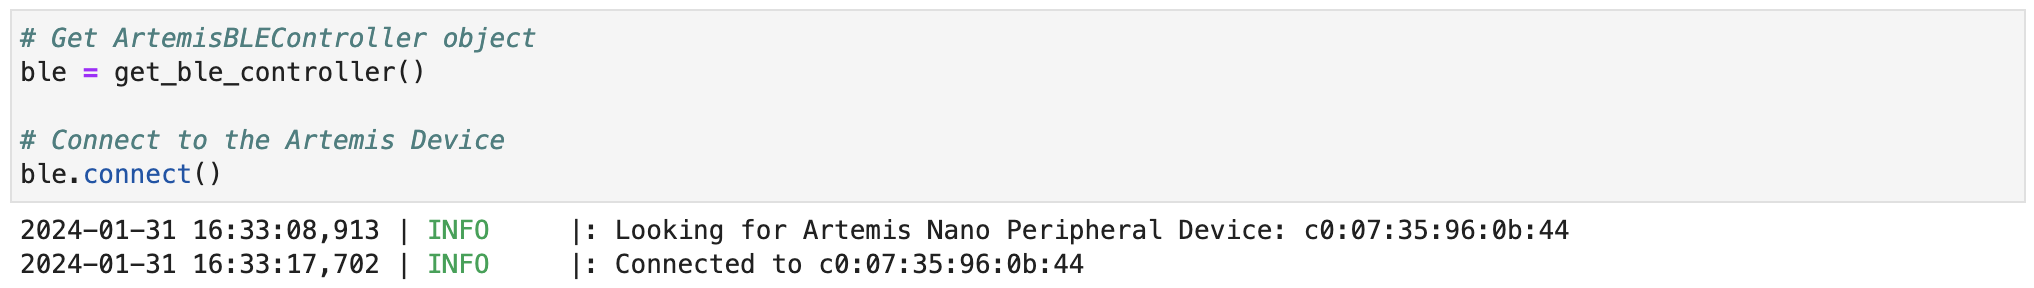 # Get ArtemisBLEController object
ble = get_ble_controller()
# Connect to the Artemis Device
ble.connect()
2024-01-31 16:33:08,913 | INFO     |: Looking for Artemis Nano Peripheral Device: c0:07:35:96:0b:44
2024-01-31 16:33:17,702 | INFO     |: Connected to c0:07:35:96:0b:44